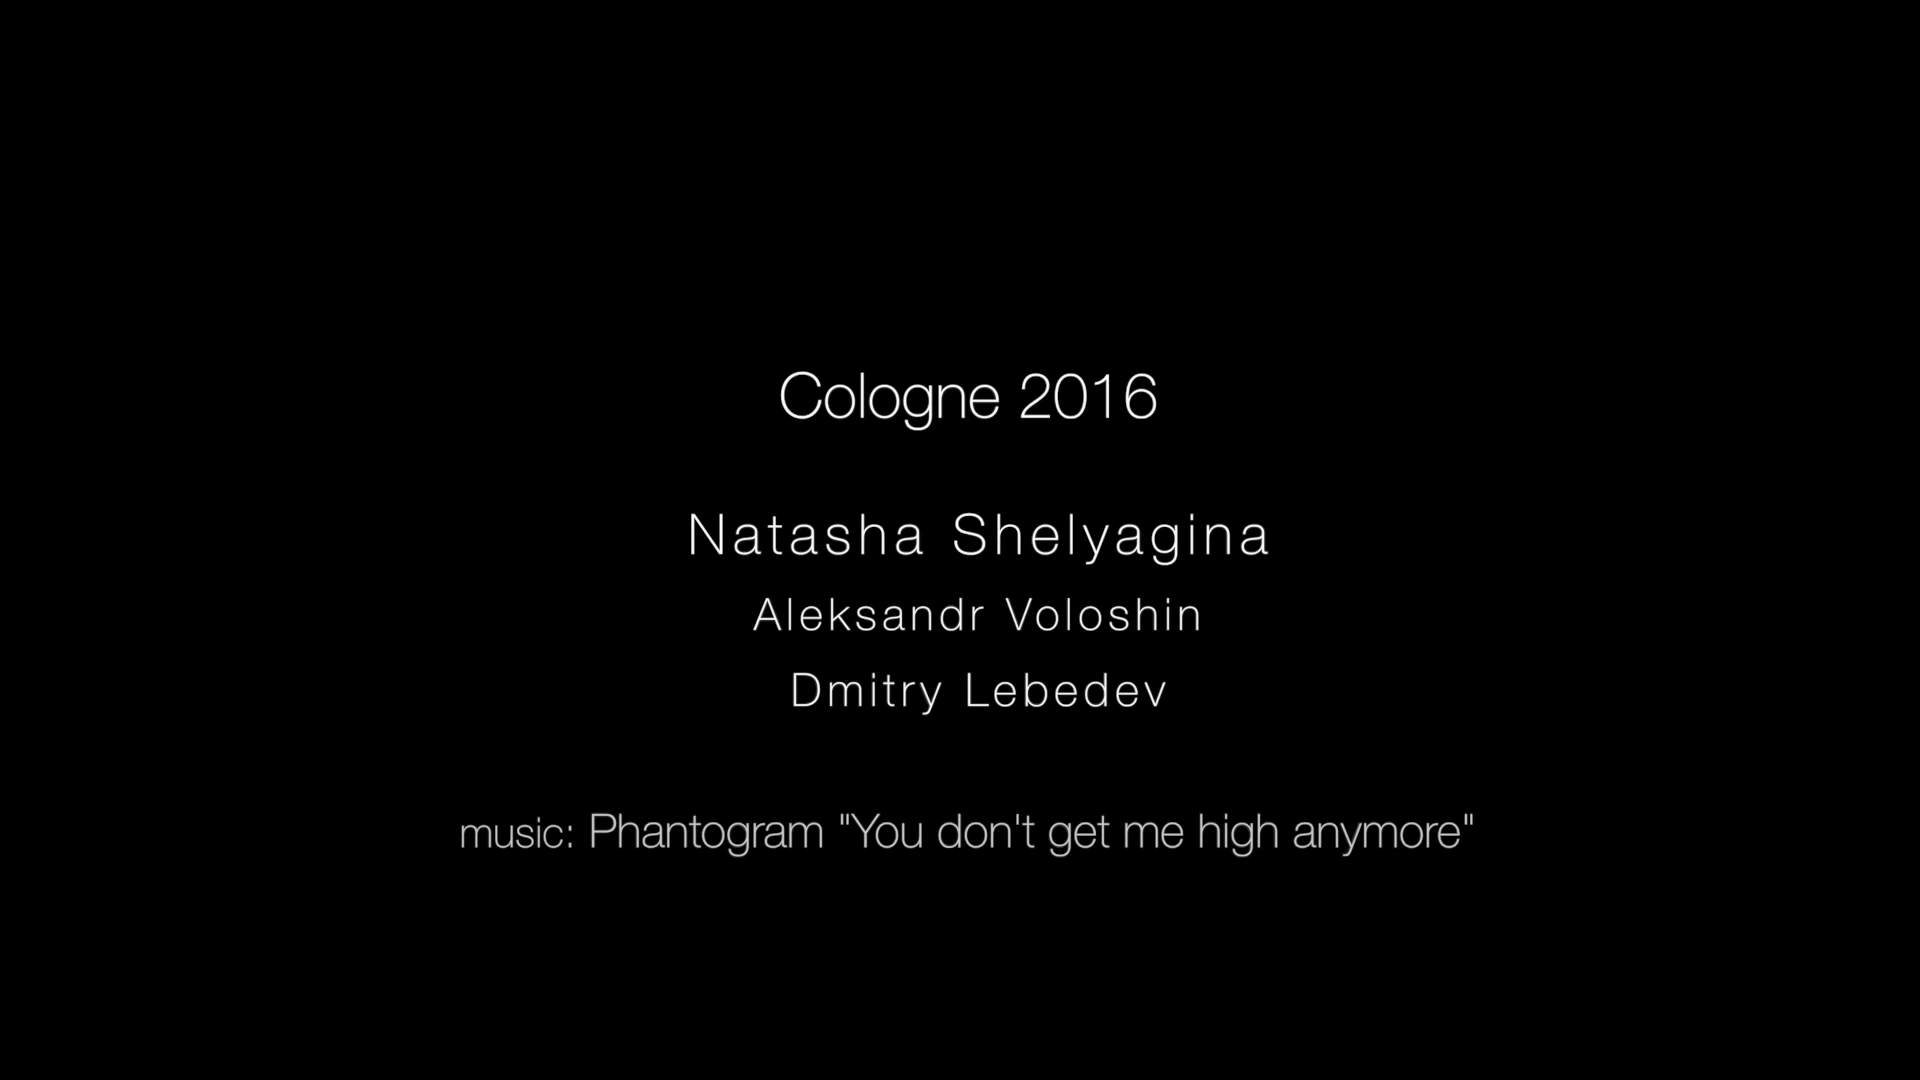 Cologne 2016
Natasha Shelyagina
Aleksandr Voloshin
Dmitry Lebedev
music: Phantogram "You don't get me high anymore"